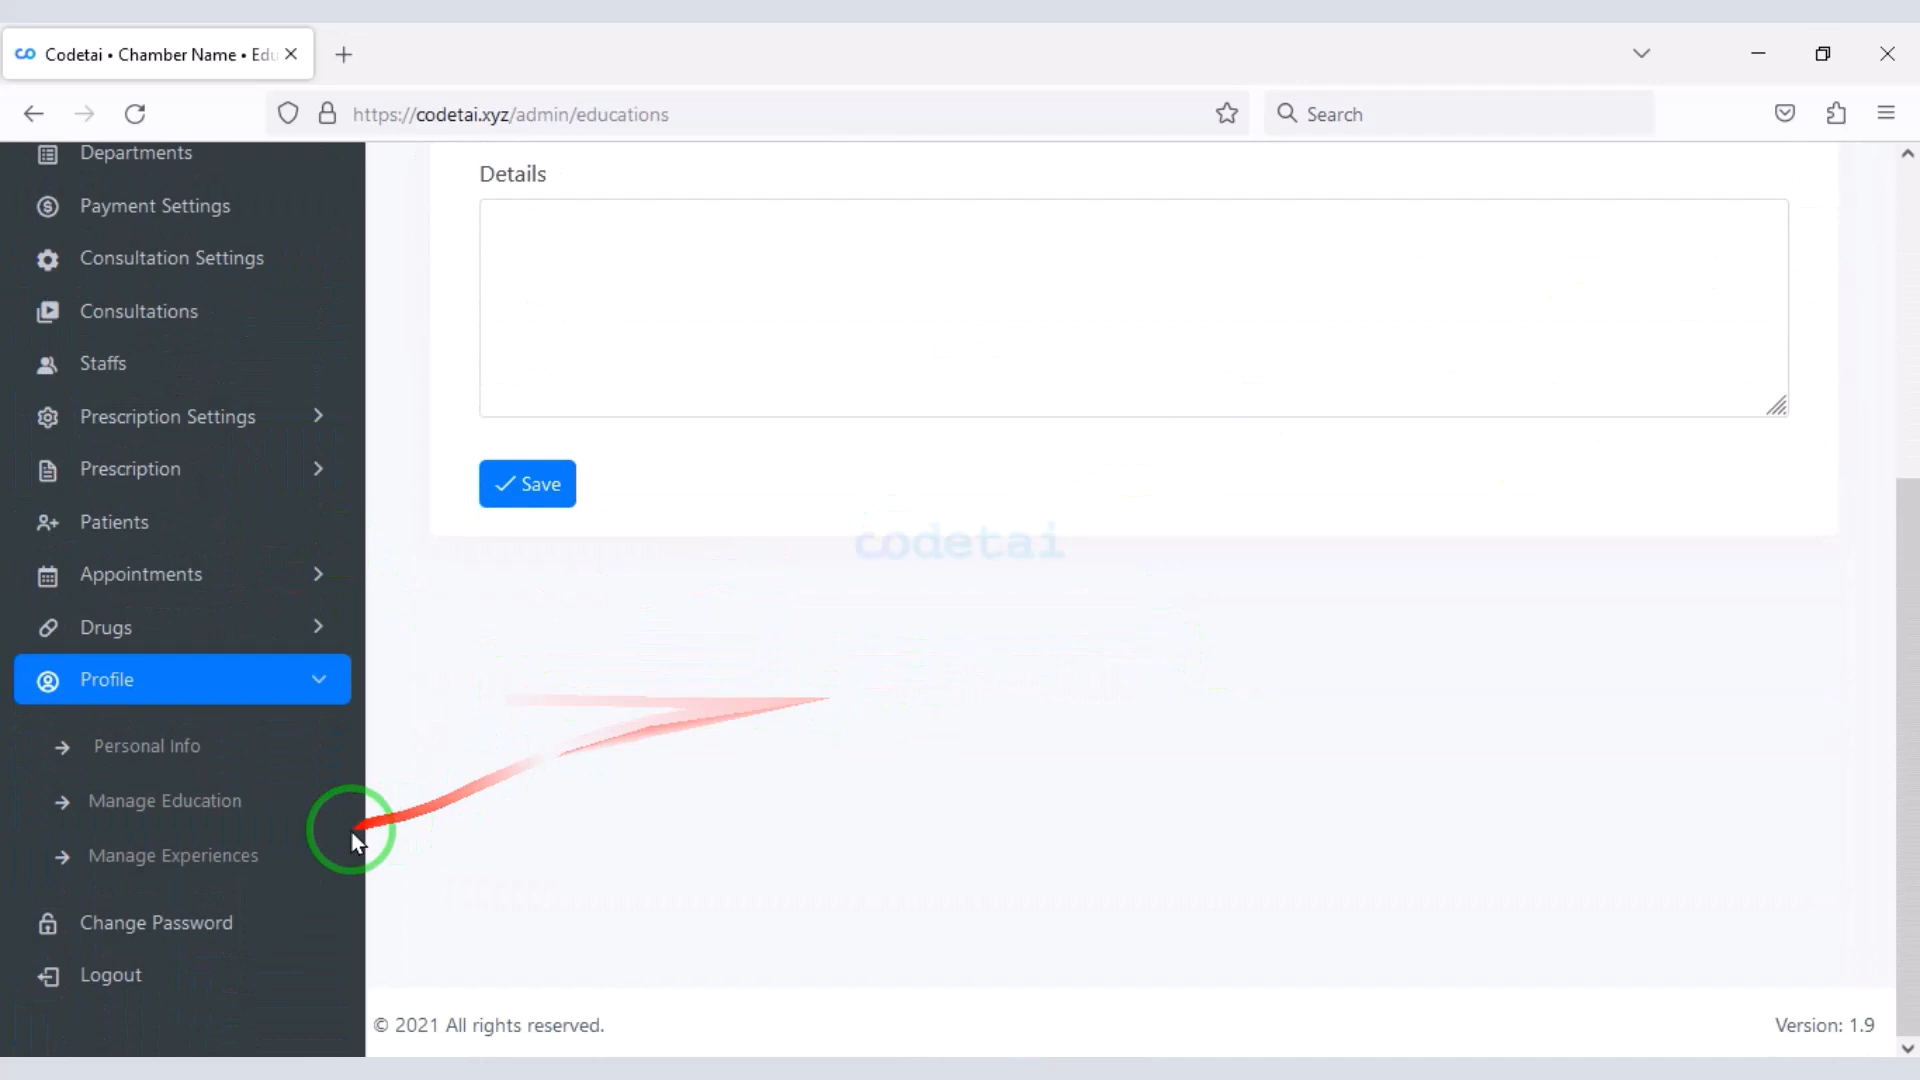 Codetai • Chamber Name • Edu
https://codetai.xyz/admin/educations
Search
Departments
Payment Settings
Consultation Settings
Consultations
Staffs
Prescription Settings
Prescription
Patients
Appointments
Drugs
Profile
Personal Info
Manage Education
Manage Experiences
Change Password
Logout
Details
Save
codetai
© 2021 All rights reserved.
Version: 1.9